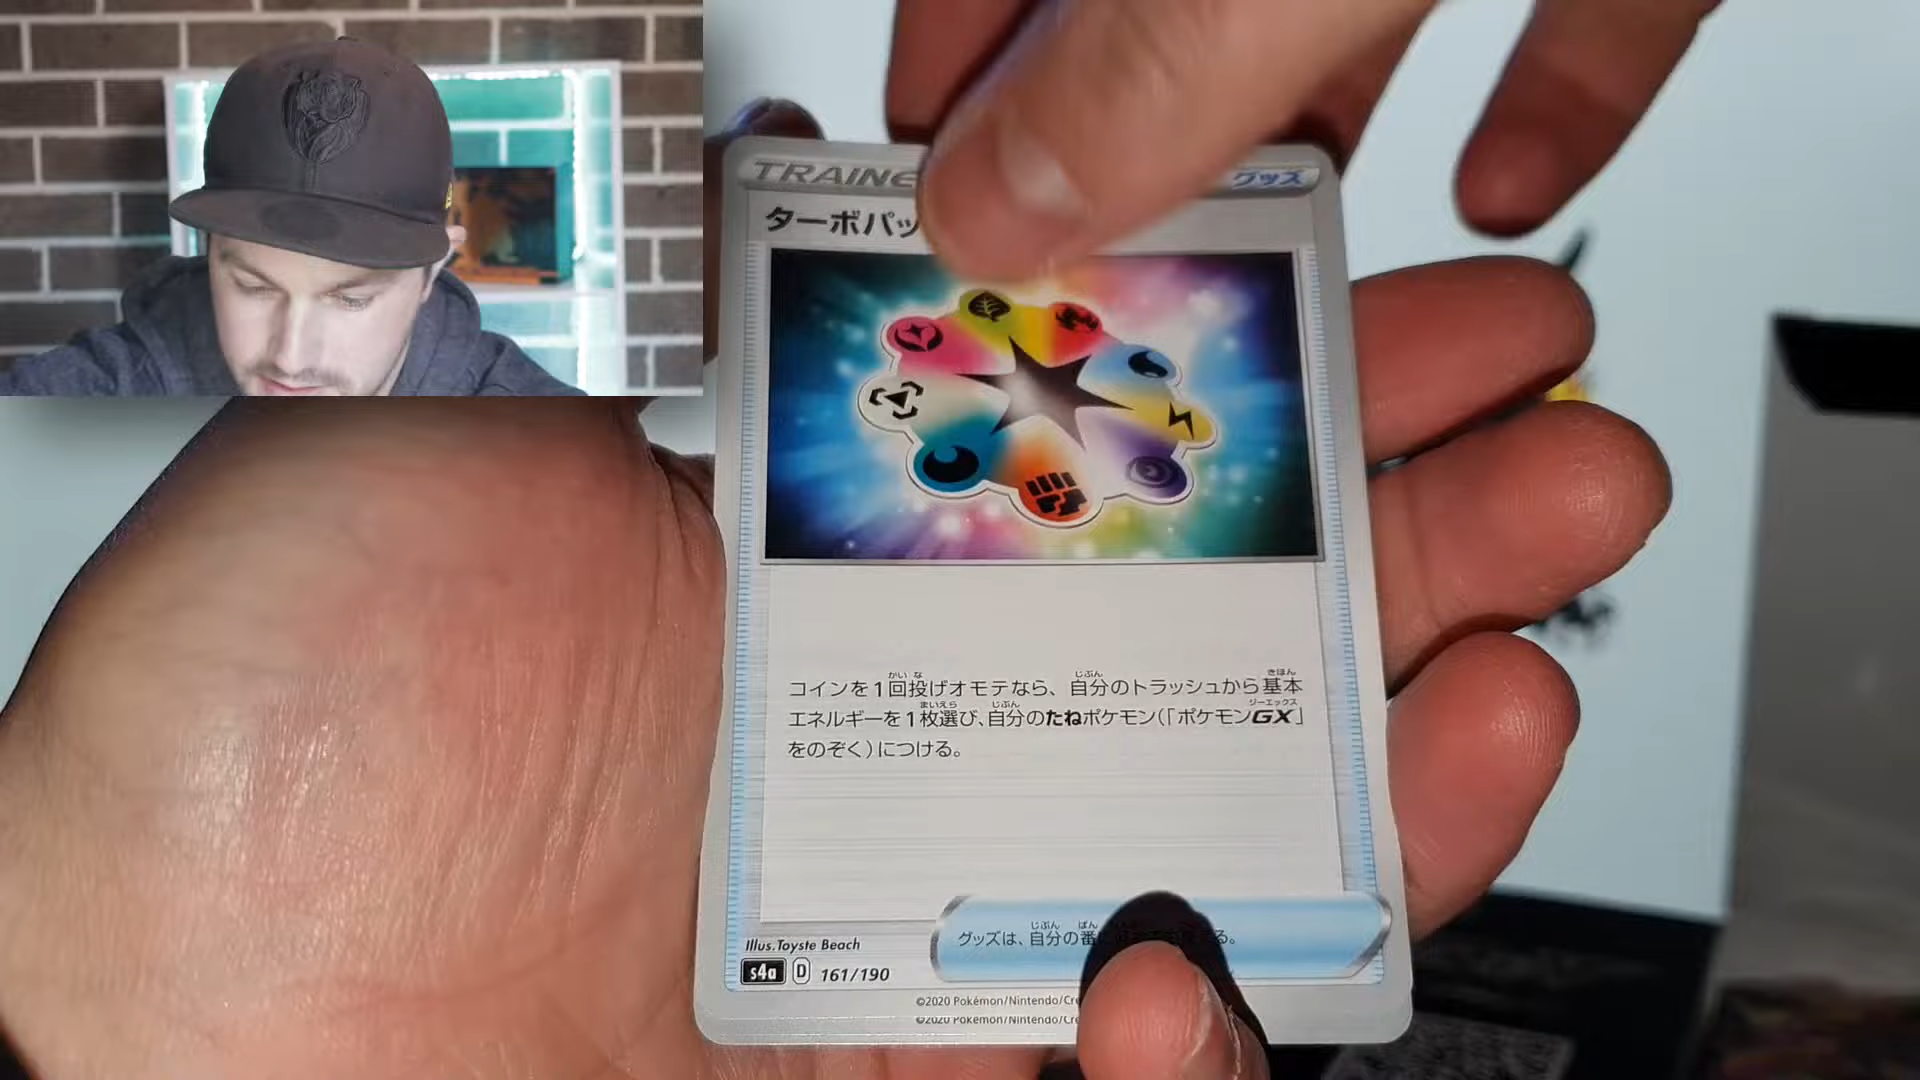 TRAINE
グッズ
ターボパッ
コインを1回投げオモテなら、自分のトラッシュから基本
エネルギーを1枚選び、自分のたねポケモン(「ポケモンGX」
をのぞく)につける。
Illus.Toyste Beach
グッズは、自分の番
る。
s4a D 161/190
©2020 Pokémon/Nintendo/Cre
©2020 Pokémon/Nintendo/Cre